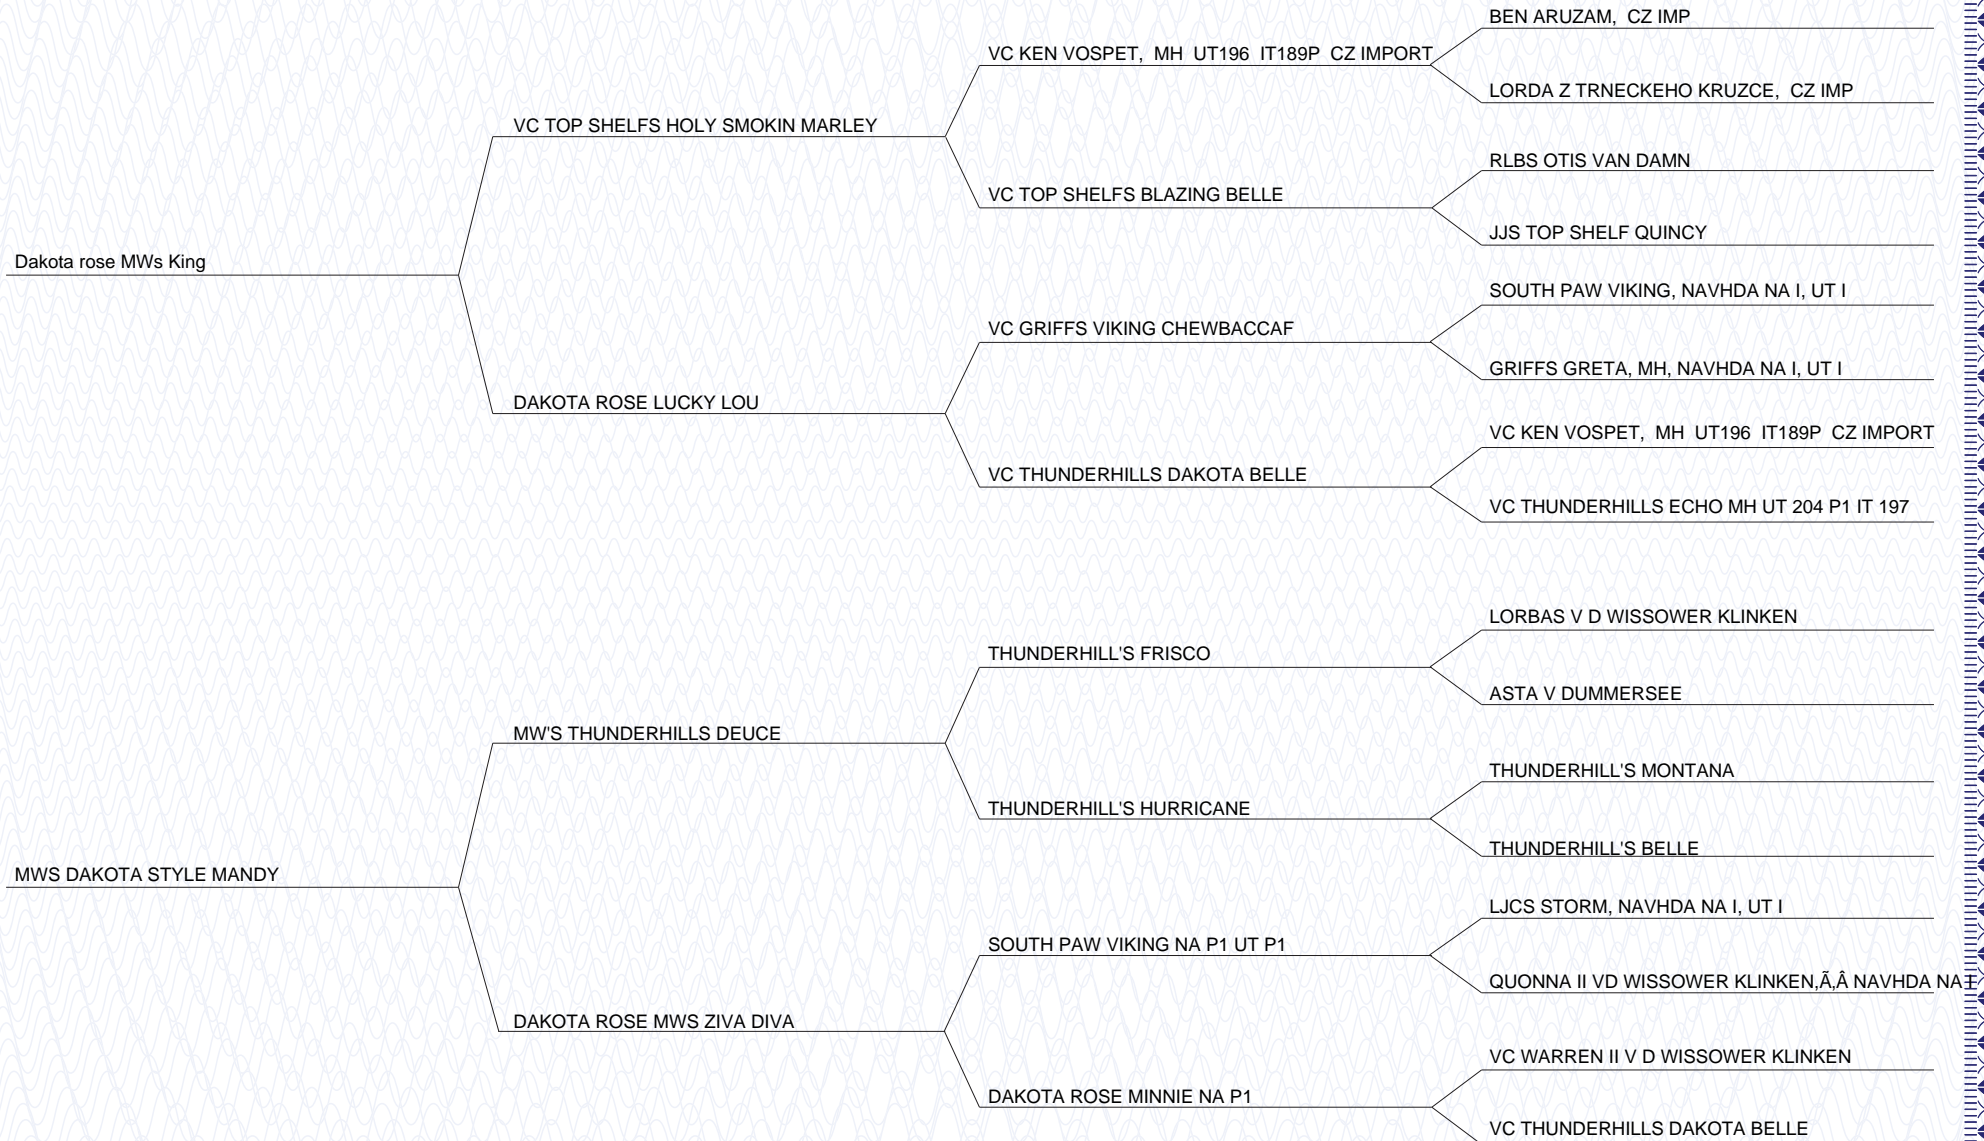 BEN ARUZAM,  CZ IMP
VC KEN VOSPET,  MH  UT196  IT189P  CZ IMPORT
LORDA Z TRNECKEHO KRUZCE,  CZ IMP
VC TOP SHELFS HOLY SMOKIN MARLEY
RLBS OTIS VAN DAMN
VC TOP SHELFS BLAZING BELLE
JJS TOP SHELF QUINCY
Dakota rose MWs King
SOUTH PAW VIKING, NAVHDA NA I, UT I
VC GRIFFS VIKING CHEWBACCAF
GRIFFS GRETA, MH, NAVHDA NA I, UT I
DAKOTA ROSE LUCKY LOU
VC KEN VOSPET,  MH  UT196  IT189P  CZ IMPORT
VC THUNDERHILLS DAKOTA BELLE
VC THUNDERHILLS ECHO MH UT 204 P1 IT 197
LORBAS V D WISSOWER KLINKEN
THUNDERHILL'S FRISCO
ASTA V DUMMERSEE
MW'S THUNDERHILLS DEUCE
THUNDERHILL'S MONTANA
THUNDERHILL'S HURRICANE
THUNDERHILL'S BELLE
MWS DAKOTA STYLE MANDY
LJCS STORM, NAVHDA NA I, UT I
SOUTH PAW VIKING NA P1 UT P1
QUONNA II VD WISSOWER KLINKEN,Ã,Â NAVHDA NA I
DAKOTA ROSE MWS ZIVA DIVA
VC WARREN II V D WISSOWER KLINKEN
DAKOTA ROSE MINNIE NA P1
VC THUNDERHILLS DAKOTA BELLE